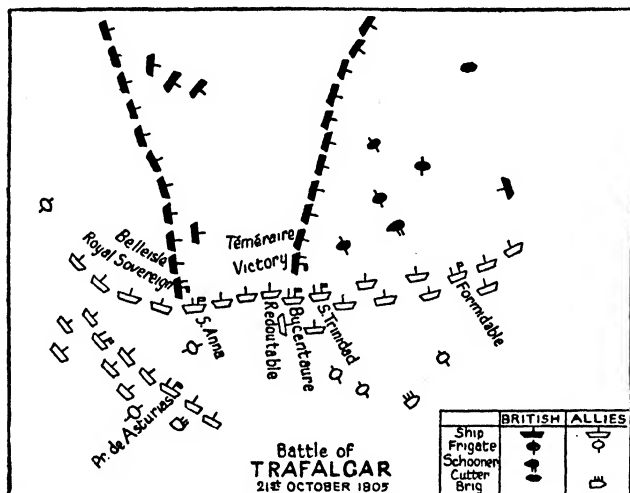 Belleisle
Royal Sovereign
Téméraire
Victory
S. Anna
Redoutable
Bucentaure
S. Trinidad
Formidable
Pr. de Asturias
Battle of
TRAFALGAR
21ST OCTOBER 1805
BRITISH ALLIES
Ship
Frigate
Schooner
Cutter
Brig